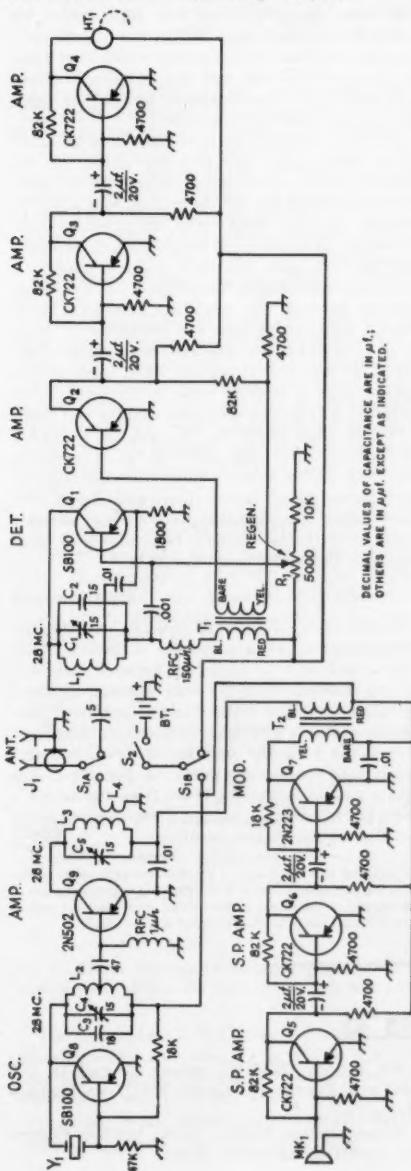 OSC.
AMP.
ANT.
DET.
AMP.
AMP.
AMP.
28 MC.
28 MC.
28 MC.
Y1
Q8
SB100
C3
18
C4
15
L2
47
47K
18K
Q9
2N502
RFC
1μh
C5
15
L3
.01
L4
J1
S1A
S2
S1B
BT1
5
L1
C1
15
C2
15
.01
Q1
SB100
1800
.001
RFC
150μh
T1
BL.
RED
BARE
YEL.
REGEN.
R1
5000
10K
Q2
CK722
82K
4700
4700
2μf
20V.
82K
Q3
CK722
4700
4700
2μf
20V.
82K
Q4
CK722
4700
HT1
S.P. AMP.
S.P. AMP.
MOD.
MK1
82K
Q5
CK722
4700
4700
2μf
20V.
82K
Q6
CK722
4700
4700
2μf
20V.
18K
Q7
2N223
4700
.01
T2
YEL.
BARE
BL.
RED
DECIMAL VALUES OF CAPACITANCE ARE IN μf.;
OTHERS ARE IN μμf. EXCEPT AS INDICATED.